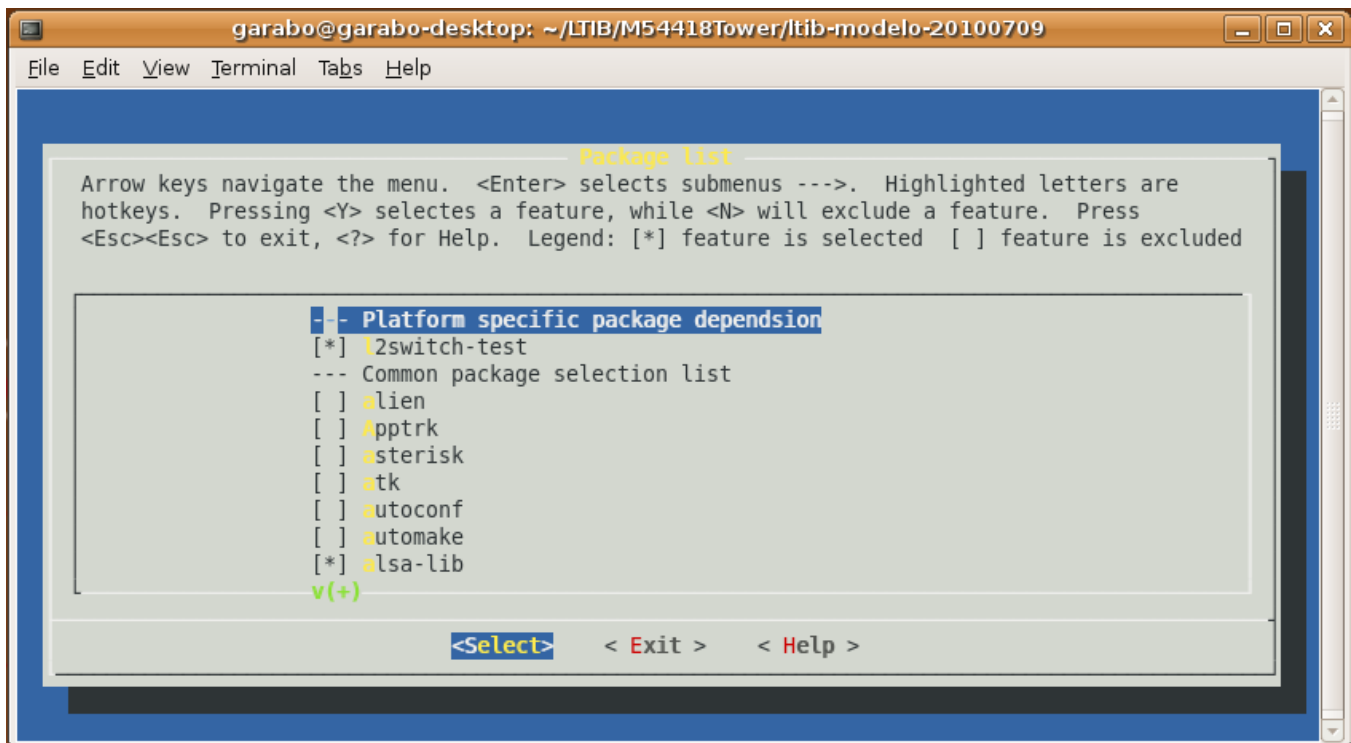 garabo@garabo-desktop: ~/LTIB/M54418Tower/ltib-modelo-20100709
File Edit View Terminal Tabs Help
Package list
Arrow keys navigate the menu. <Enter> selects submenus --->. Highlighted letters are
hotkeys. Pressing <Y> selectes a feature, while <N> will exclude a feature. Press
<Esc><Esc> to exit, <?> for Help. Legend: [*] feature is selected [ ] feature is excluded
--- Platform specific package dependsion
[*] l2switch-test
--- Common package selection list
[ ] alien
[ ] Apptrk
[ ] asterisk
[ ] atk
[ ] autoconf
[ ] automake
[*] alsa-lib
v(+)
<Select> < Exit > < Help >